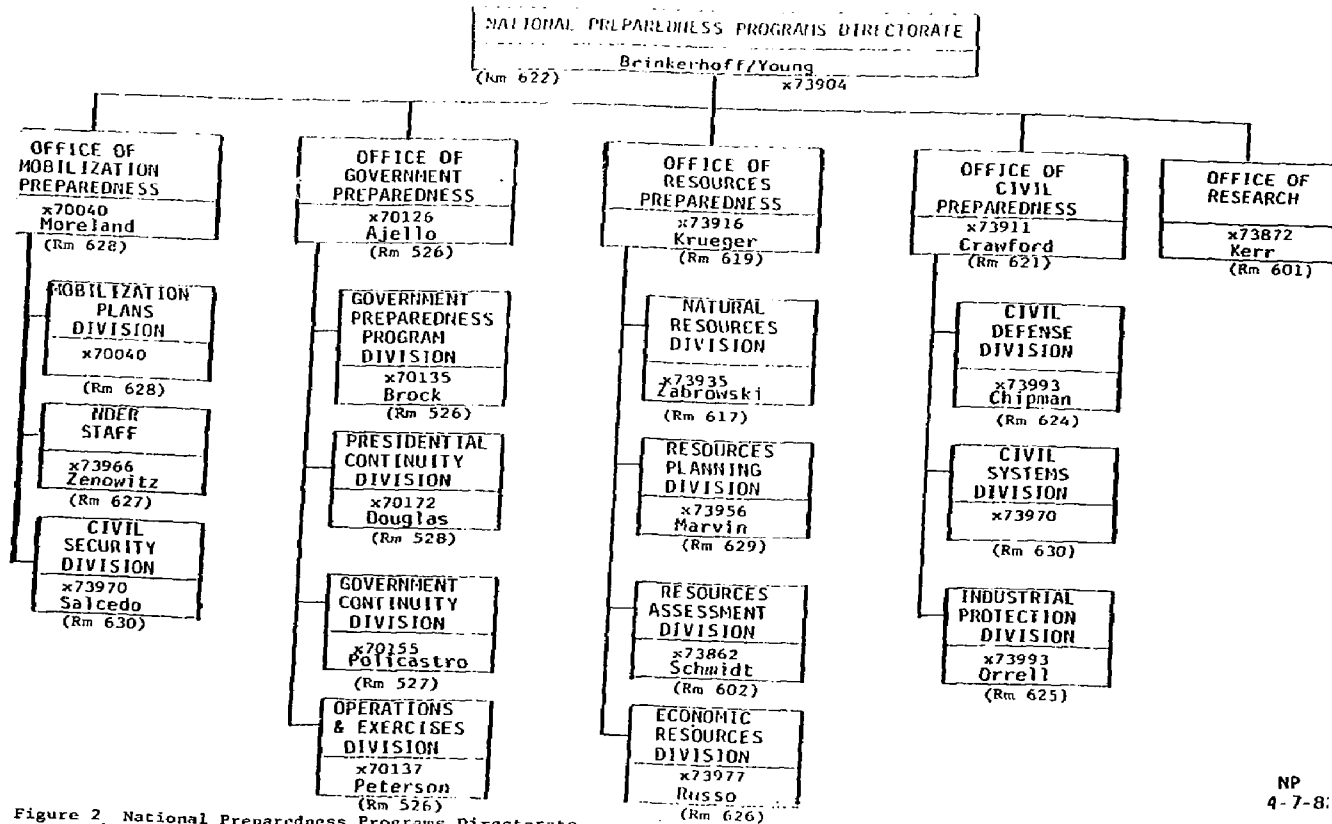 NATIONAL PREPAREDNESS PROGRAMS DIRECTORATE
Brinkerhoff/Young
(Rm 622) x73904
OFFICE OF
MOBILIZATION
PREPAREDNESS
x70040
Moreland
(Rm 628)
MOBILIZATION
PLANS
DIVISION
x70040
(Rm 628)
NDER
STAFF
x73966
Zenowitz
(Rm 627)
CIVIL
SECURITY
DIVISION
x73970
Salcedo
(Rm 630)
OFFICE OF
GOVERNMENT
PREPAREDNESS
x70126
Ajello
(Rm 526)
GOVERNMENT
PREPAREDNESS
PROGRAM
DIVISION
x70135
Brock
(Rm 526)
PRESIDENTIAL
CONTINUITY
DIVISION
x70172
Douglas
(Rm 528)
GOVERNMENT
CONTINUITY
DIVISION
x70155
Policastro
(Rm 527)
OPERATIONS
& EXERCISES
DIVISION
x70137
Peterson
(Rm 526)
OFFICE OF
RESOURCES
PREPAREDNESS
x73916
Krueger
(Rm 619)
NATURAL
RESOURCES
DIVISION
x73935
Zabrowski
(Rm 617)
RESOURCES
PLANNING
DIVISION
x73956
Marvin
(Rm 629)
RESOURCES
ASSESSMENT
DIVISION
x73862
Schmidt
(Rm 602)
ECONOMIC
RESOURCES
DIVISION
x73977
Russo
(Rm 626)
OFFICE OF
CIVIL
PREPAREDNESS
x73911
Crawford
(Rm 621)
CIVIL
DEFENSE
DIVISION
x73993
Chipman
(Rm 624)
CIVIL
SYSTEMS
DIVISION
x73970
(Rm 630)
INDUSTRIAL
PROTECTION
DIVISION
x73993
Orrell
(Rm 625)
OFFICE OF
RESEARCH
x73872
Kerr
(Rm 601)
NP
Figure 2. National Preparedness Programs Directorate